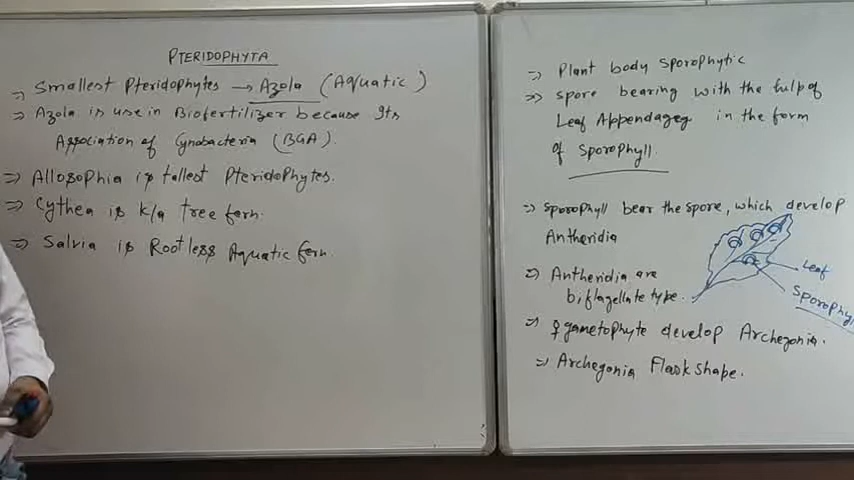 PTERIDOPHYTA
=> Smallest Pteridophytes → Azola (Aquatic)
=> Azola is use in Biofertilizer because Its
Association of Cynobacteria (BGA).
=> Allosophia is tallest Pteridophytes.
=> Cythea is k/a tree fern.
=> Salvia is Rootless Aquatic fern.
=> Plant body sporophytic
=> spore bearing with the hulp of
Leaf Appendageg in the form
of sporophyll.
=> Sporophyll bear the spore, which develop
Antheridia
=> Antheridia are
biflagellate type.
Leaf
Sporophyll
=> ♀ gametophyte develop Archegonia.
=> Archegonia Flask shape.